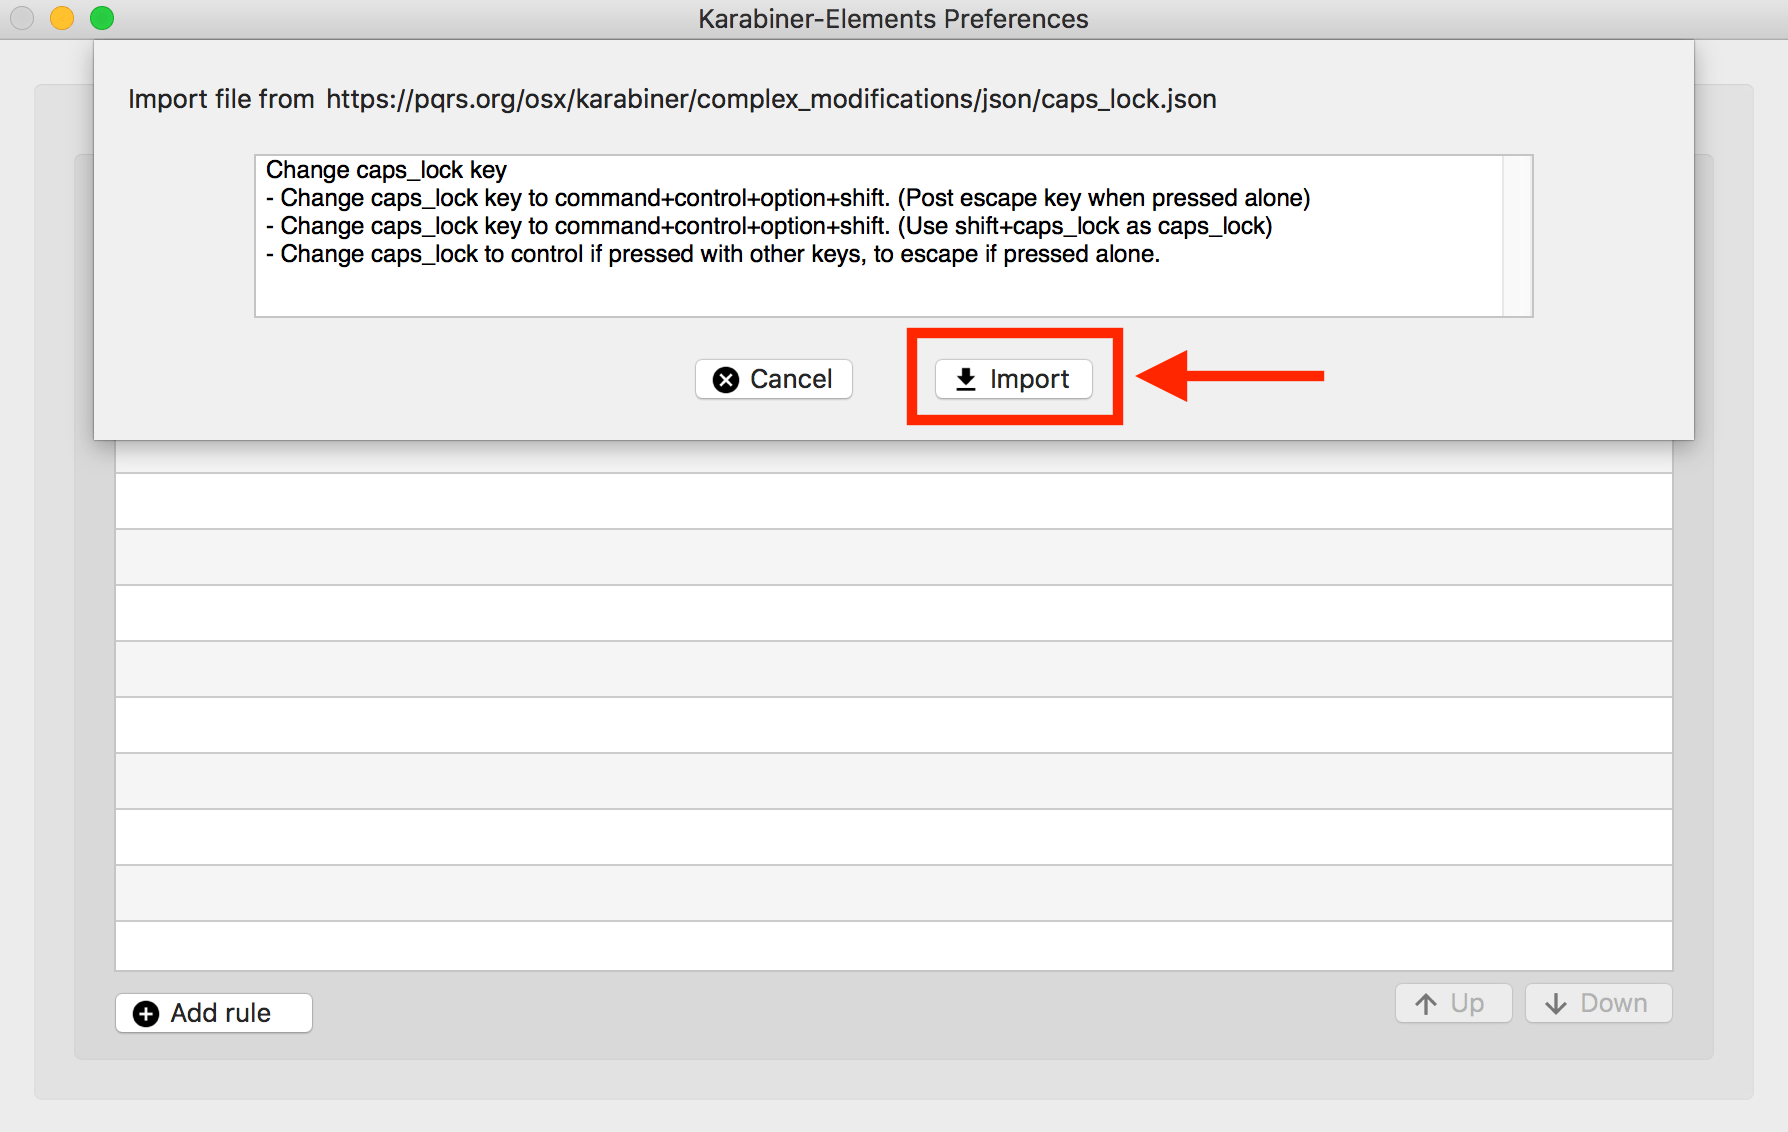 Karabiner-Elements Preferences
Import file from https://pqrs.org/osx/karabiner/complex_modifications/json/caps_lock.json
Change caps_lock key
- Change caps_lock key to command+control+option+shift. (Post escape key when pressed alone)
- Change caps_lock key to command+control+option+shift. (Use shift+caps_lock as caps_lock)
- Change caps_lock to control if pressed with other keys, to escape if pressed alone.
Cancel
Import
Add rule
Up
Down